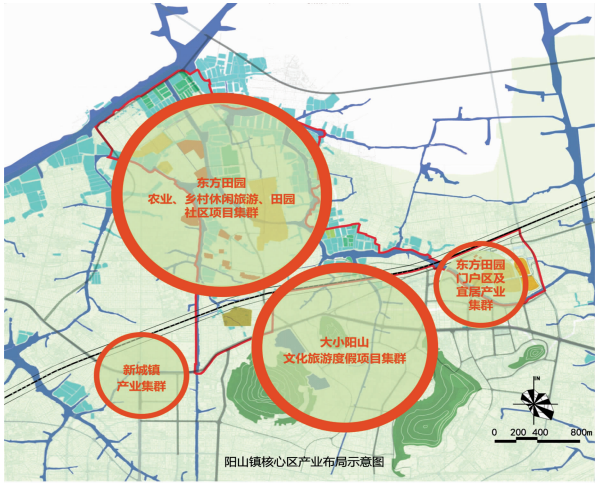 东方田园
农业、乡村休闲旅游、田园
社区项目集群
东方田园
门户区及
宜居产业
集群
大小阳山
文化旅游度假项目集群
新城镇
产业集群
N
0 200 400 800m
阳山镇核心区产业布局示意图